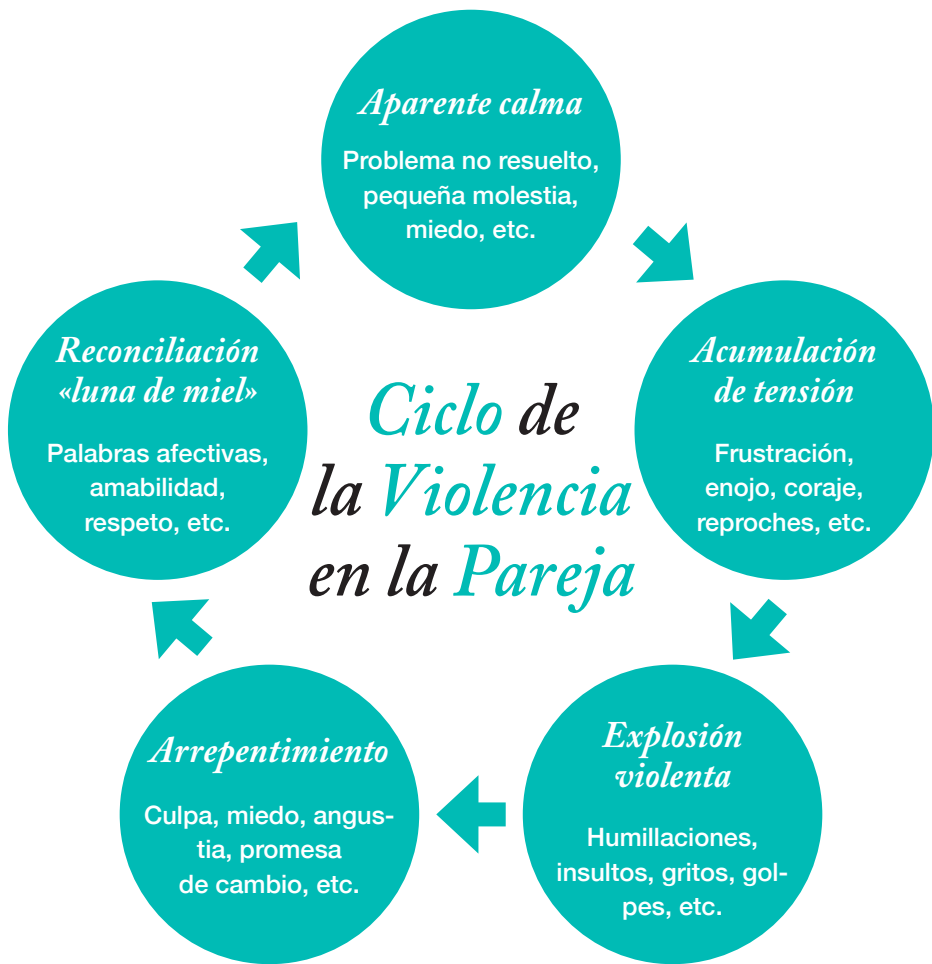 Aparente calma
Problema no resuelto,
pequeña molestia,
miedo, etc.
Acumulación
de tensión
Frustración,
enojo, coraje,
reproches, etc.
Explosión
violenta
Humillaciones,
insultos, gritos, gol-
pes, etc.
Arrepentimiento
Culpa, miedo, angus-
tia, promesa
de cambio, etc.
Reconciliación
«luna de miel»
Palabras afectivas,
amabilidad,
respeto, etc.
Ciclo de
la Violencia
en la Pareja